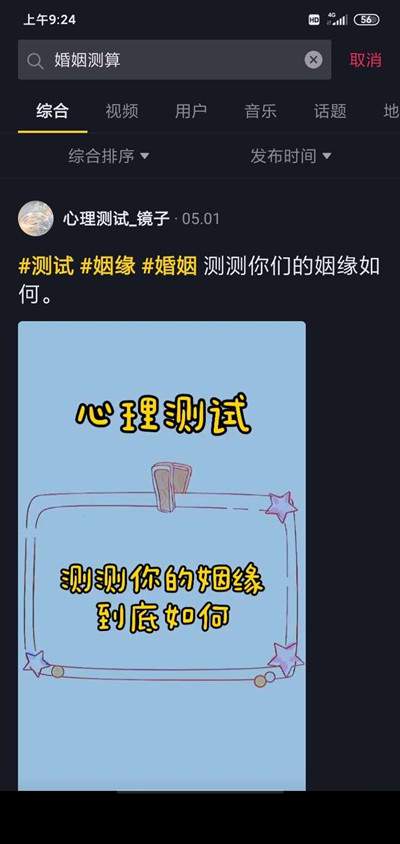 上午9:24
HD 4G 56
婚姻测算
取消
综合 视频 用户 音乐 话题 地
综合排序 发布时间
心理测试_镜子 · 05.01
#测试 #姻缘 #婚姻 测测你们的姻缘如
何。
心理测试
测测你的姻缘
到底如何